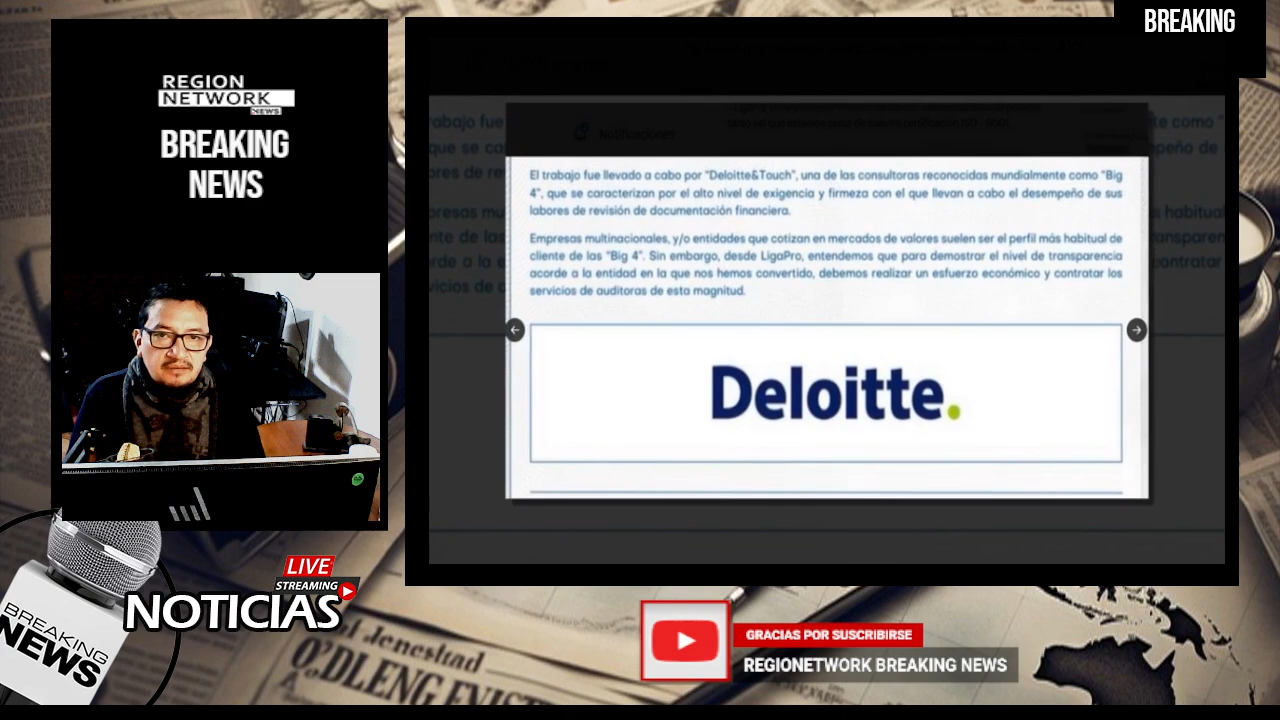 BREAKING
REGION
NETWORK
NEWS
BREAKING
NEWS
Notificaciones
El trabajo fue llevado a cabo por "Deloitte&Touch", una de las consultoras reconocidas mundialmente como "Big
4", que se caracterizan por el alto nivel de exigencia y firmeza con el que llevan a cabo el desempeño de sus
labores de revisión de documentación financiera.
Empresas multinacionales, y/o entidades que cotizan en mercados de valores suelen ser el perfil más habitual de
cliente de las "Big 4". Sin embargo, desde LigaPro, entendemos que para demostrar el nivel de transparencia
acorde a la entidad en la que nos hemos convertido, debemos realizar un esfuerzo económico y contratar los
servicios de auditoras de esta magnitud.
Deloitte.
LIVE
STREAMING
NOTICIAS
BREAKING
NEWS
GRACIAS POR SUSCRIBIRSE
REGIONETWORK BREAKING NEWS